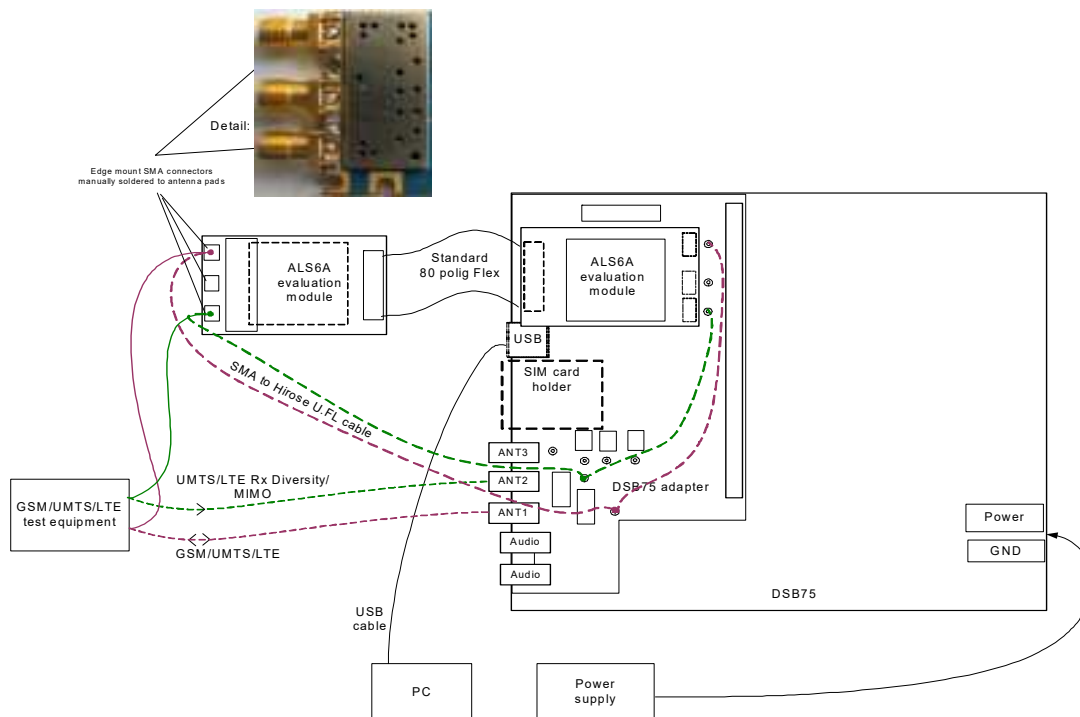 Detail:
Edge mount SMA connectors
manually soldered to antenna pads
ALS6A
evaluation
module
Standard
80 polig Flex
ALS6A
evaluation
module
USB
SIM card
holder
SMA to Hirose U.FL cable
ANT3
ANT2
ANT1
Audio
Audio
DSB75 adapter
UMTS/LTE Rx Diversity/
MIMO
GSM/UMTS/LTE
test equipment
GSM/UMTS/LTE
Power
GND
DSB75
USB
cable
PC
Power
supply